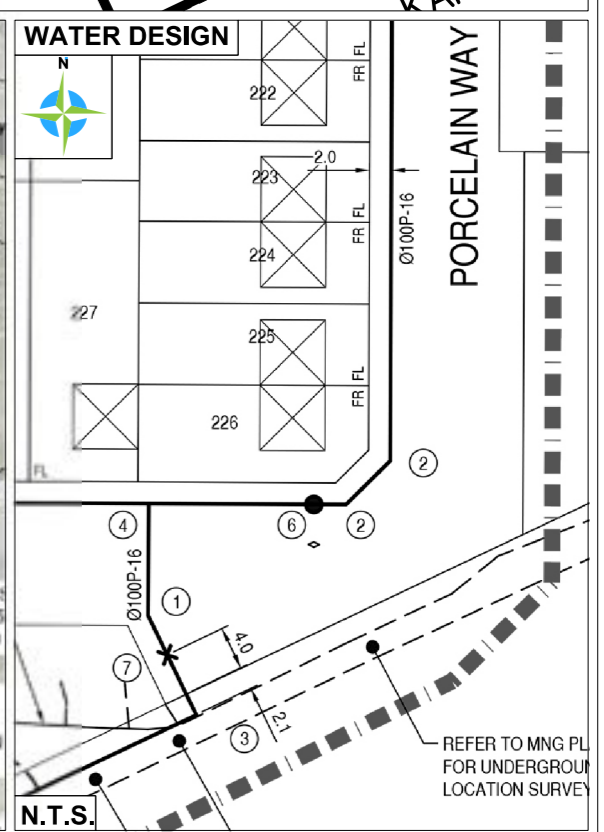 WATER DESIGN
N
222
FR FL
223
2.0
FR FL
224
Ø100P-16
PORCELAIN WAY
227
225
FR FL
226
FL
2
4
6
2
Ø100P-16
1
7
4.0
2.1
3
REFER TO MNG PL
FOR UNDERGROUN
LOCATION SURVEY
N.T.S.